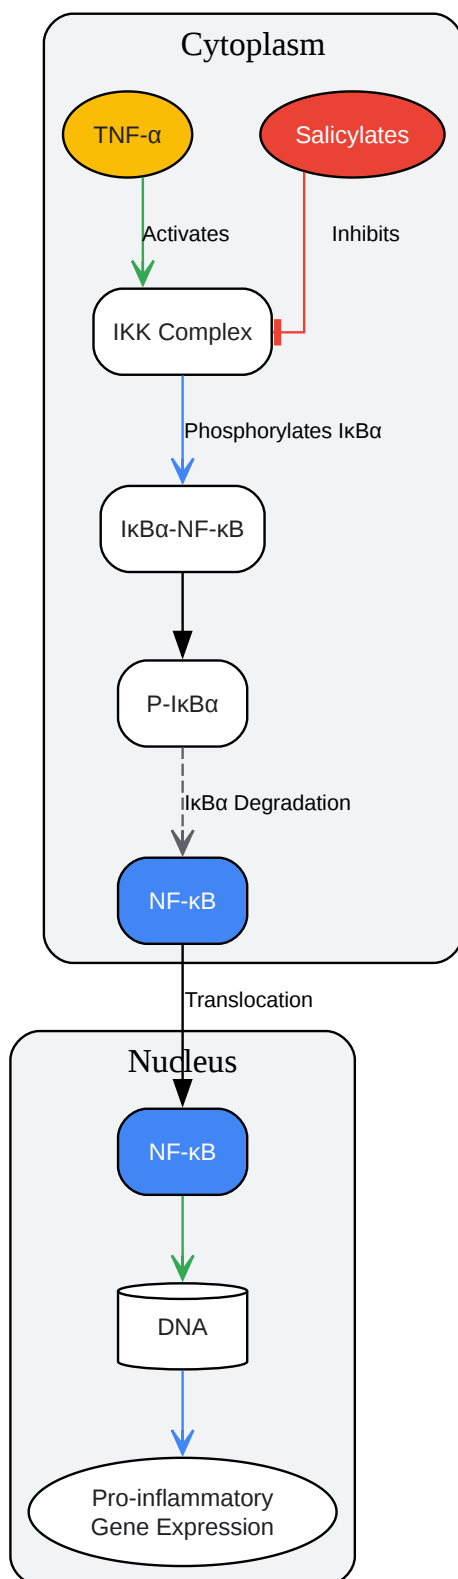 Cytoplasm
TNF-α
Salicylates
Activates
Inhibits
IKK Complex
Phosphorylates IκBα
IκBα-NF-κB
P-IκBα
IκBα Degradation
NF-κB
Translocation
Nucleus
NF-κB
DNA
Pro-inflammatory
Gene Expression